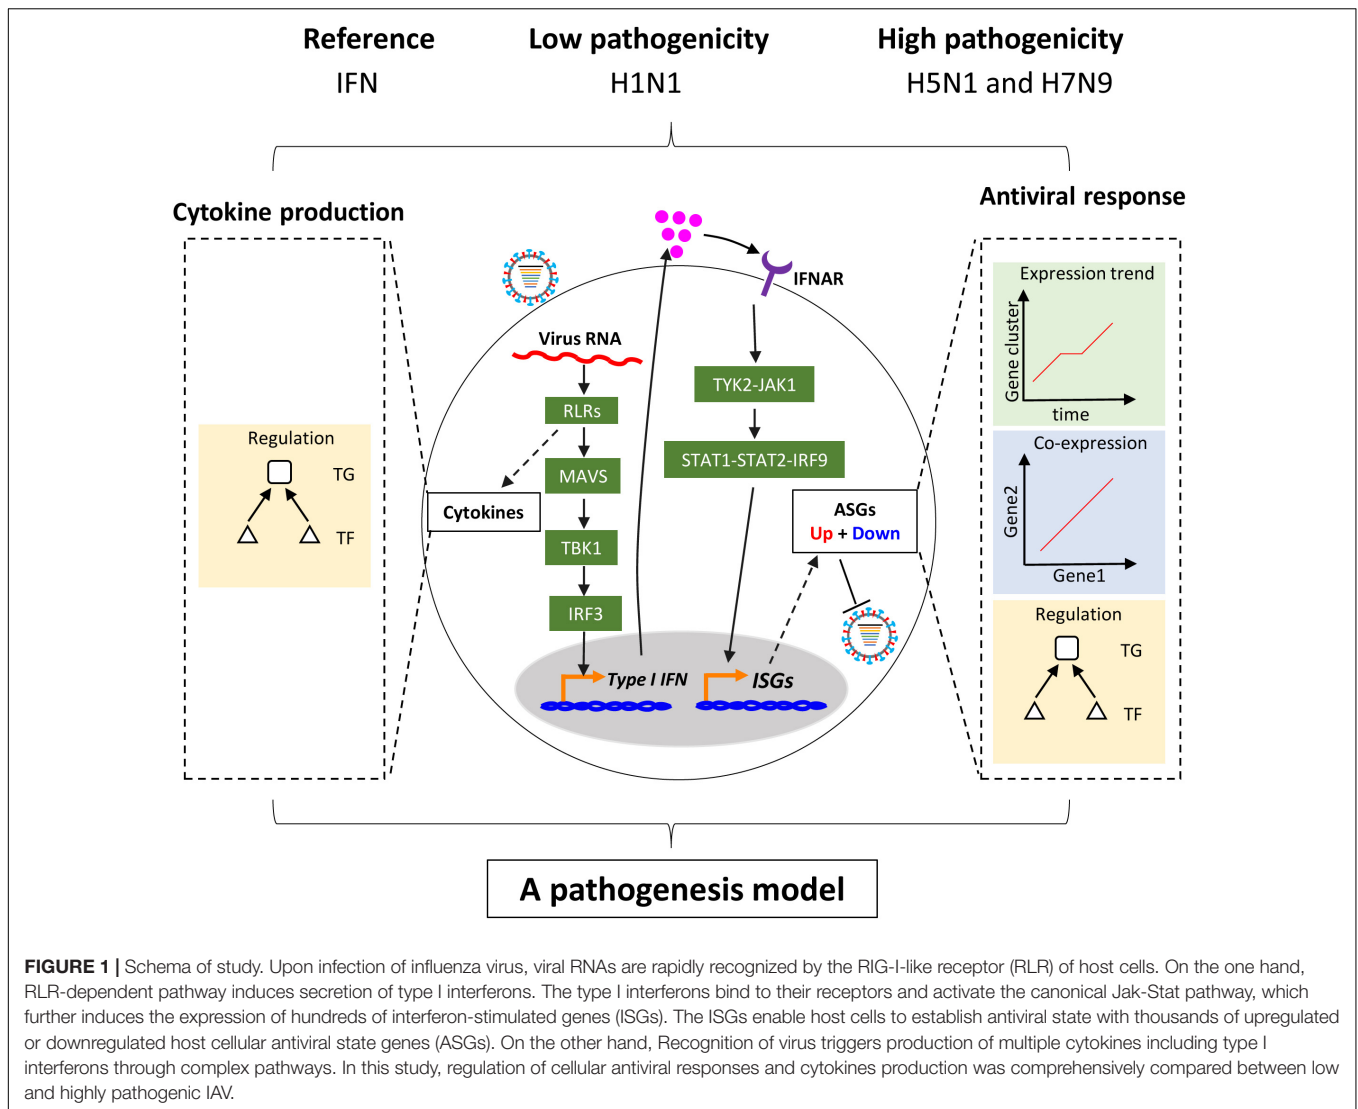 Reference
Low pathogenicity
High pathogenicity
IFN
H1N1
H5N1 and H7N9
Cytokine production
Antiviral response
Regulation
TG
TF
Virus RNA
RLRs
MAVS
TBK1
IRF3
Cytokines
Type I IFN
IFNAR
TYK2-JAK1
STAT1-STAT2-IRF9
ISGs
ASGs
Up + Down
Expression trend
Gene cluster
time
Co-expression
Gene2
Gene1
Regulation
TG
TF
A pathogenesis model
FIGURE 1 | Schema of study. Upon infection of influenza virus, viral RNAs are rapidly recognized by the RIG-I-like receptor (RLR) of host cells. On the one hand,
RLR-dependent pathway induces secretion of type I interferons. The type I interferons bind to their receptors and activate the canonical Jak-Stat pathway, which
further induces the expression of hundreds of interferon-stimulated genes (ISGs). The ISGs enable host cells to establish antiviral state with thousands of upregulated
or downregulated host cellular antiviral state genes (ASGs). On the other hand, Recognition of virus triggers production of multiple cytokines including type I
interferons through complex pathways. In this study, regulation of cellular antiviral responses and cytokines production was comprehensively compared between low
and highly pathogenic IAV.